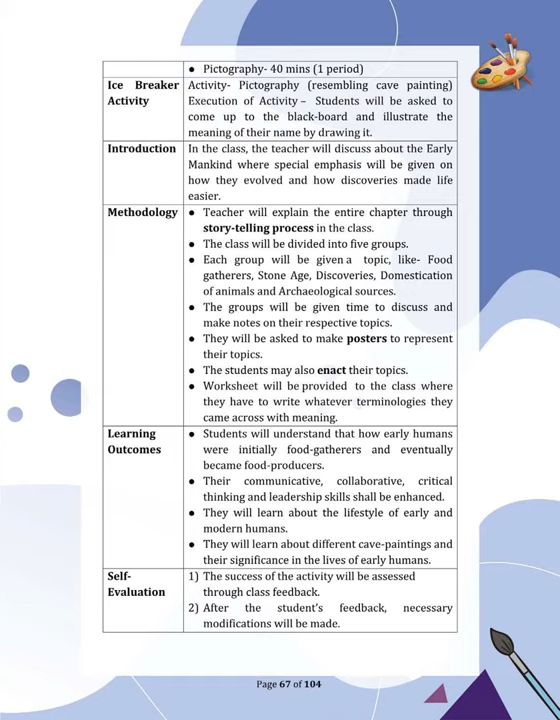 ● Pictography- 40 mins (1 period)
Ice Breaker Activity- Pictography (resembling cave painting)
Activity Execution of Activity – Students will be asked to
come up to the black-board and illustrate the
meaning of their name by drawing it.
Introduction In the class, the teacher will discuss about the Early
Mankind where special emphasis will be given on
how they evolved and how discoveries made life
easier.
Methodology ● Teacher will explain the entire chapter through
story-telling process in the class.
● The class will be divided into five groups.
● Each group will be given a topic, like- Food
gatherers, Stone Age, Discoveries, Domestication
of animals and Archaeological sources.
● The groups will be given time to discuss and
make notes on their respective topics.
● They will be asked to make posters to represent
their topics.
● The students may also enact their topics.
● Worksheet will be provided to the class where
they have to write whatever terminologies they
came across with meaning.
Learning ● Students will understand that how early humans
Outcomes were initially food-gatherers and eventually
became food-producers.
● Their communicative, collaborative, critical
thinking and leadership skills shall be enhanced.
● They will learn about the lifestyle of early and
modern humans.
● They will learn about different cave-paintings and
their significance in the lives of early humans.
Self- 1) The success of the activity will be assessed
Evaluation through class feedback.
2) After the student's feedback, necessary
modifications will be made.
Page 67 of 104